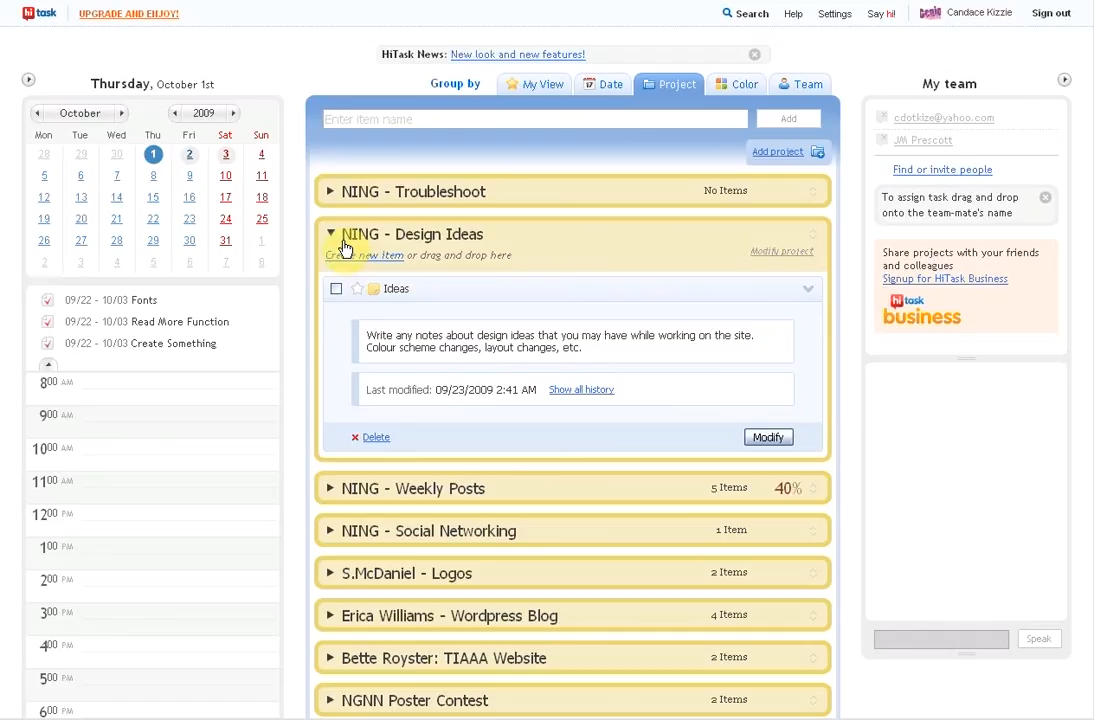 hi task
UPGRADE AND ENJOY!
Search
Help
Settings
Say hi!
Candace Kizzie
Sign out
HiTask News: New look and new features!
Thursday, October 1st
Group by
My View
Date
Project
Color
Team
My team
October
2009
Mon Tue Wed Thu Fri Sat Sun
28 29 30 1 2 3 4
5 6 7 8 9 10 11
12 13 14 15 16 17 18
19 20 21 22 23 24 25
26 27 28 29 30 31 1
2 3 4 5 6 7 8
09/22 - 10/03 Fonts
09/22 - 10/03 Read More Function
09/22 - 10/03 Create Something
8 00 AM
9 00 AM
10 00 AM
11 00 AM
12 00 PM
1 00 PM
2 00 PM
3 00 PM
4 00 PM
5 00 PM
6 00 PM
Enter item name
Add
Add project
NING - Troubleshoot No Items
NING - Design Ideas
Create new item or drag and drop here
Modify project
Ideas
Write any notes about design ideas that you may have while working on the site.
Colour scheme changes, layout changes, etc.
Last modified: 09/23/2009 2:41 AM Show all history
Delete
Modify
NING - Weekly Posts 5 Items 40%
NING - Social Networking 1 Item
S.McDaniel - Logos 2 Items
Erica Williams - Wordpress Blog 4 Items
Bette Royster: TIAAA Website 2 Items
NGNN Poster Contest 2 Items
cdotkize@yahoo.com
JM Prescott
Find or invite people
To assign task drag and drop
onto the team-mate's name
Share projects with your friends
and colleagues
Signup for HiTask Business
hi task
business
Speak